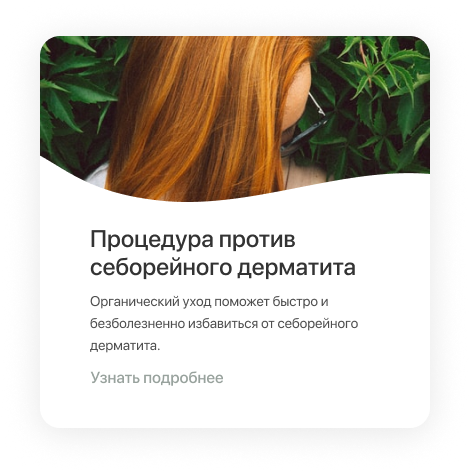 Процедура против
себорейного дерматита
Органический уход поможет быстро и
безболезненно избавиться от себорейного
дерматита.
Узнать подробнее